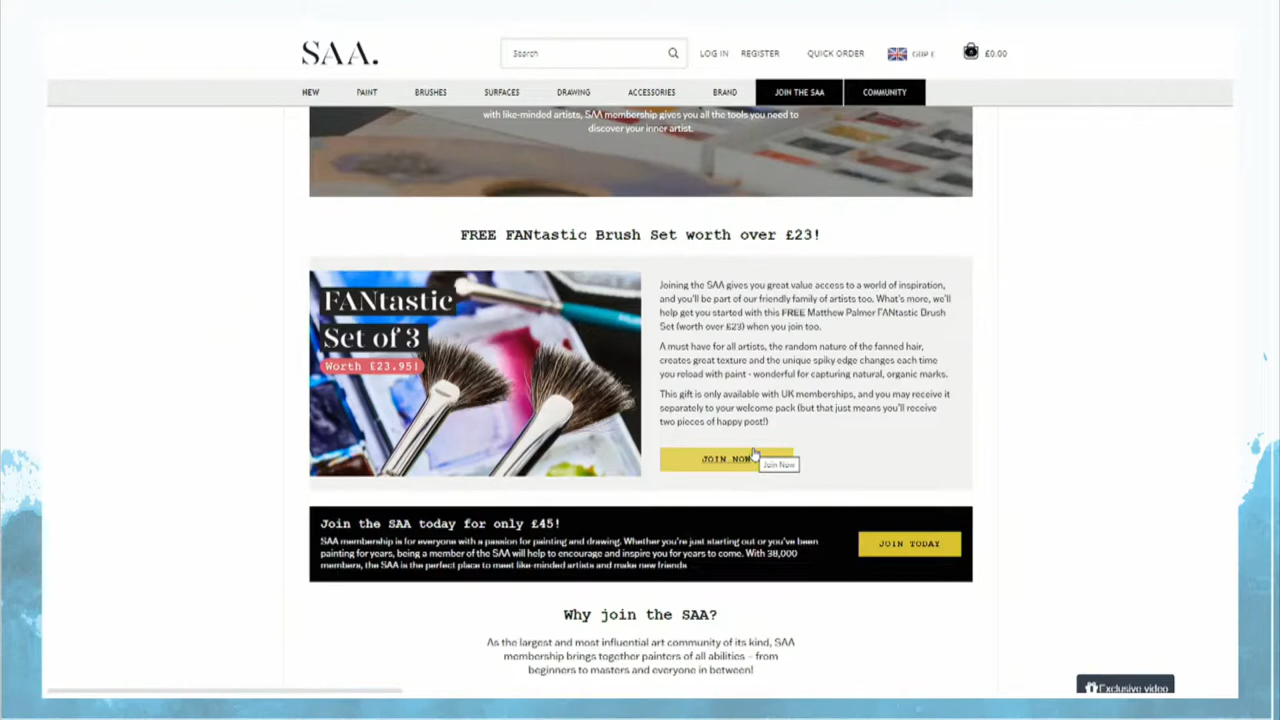 SAA.
Search
LOG IN
REGISTER
QUICK ORDER
GBP £
£0.00
NEW
PAINT
BRUSHES
SURFACES
DRAWING
ACCESSORIES
BRAND
JOIN THE SAA
COMMUNITY
with like-minded artists, SAA membership gives you all the tools you need to
discover your inner artist.
FREE FANtastic Brush Set worth over £23!
FANtastic
Set of 3
Worth £23.95!
Joining the SAA gives you great value access to a world of inspiration,
and you'll be part of our friendly family of artists too. What's more, we'll
help get you started with this FREE Matthew Palmer FANtastic Brush
Set (worth over £23) when you join too.
A must have for all artists, the random nature of the fanned hair,
creates great texture and the unique spiky edge changes each time
you reload with paint - wonderful for capturing natural, organic marks.
This gift is only available with UK memberships, and you may receive it
separately to your welcome pack (but that just means you'll receive
two pieces of happy post!)
JOIN NOW
Join Now
Join the SAA today for only £45!
SAA membership is for everyone with a passion for painting and drawing. Whether you're just starting out or you've been
painting for years, being a member of the SAA will help to encourage and inspire you for years to come. With 38,000
members, the SAA is the perfect place to meet like-minded artists and make new friends
JOIN TODAY
Why join the SAA?
As the largest and most influential art community of its kind, SAA
membership brings together painters of all abilities – from
beginners to masters and everyone in between!
Exclusive video